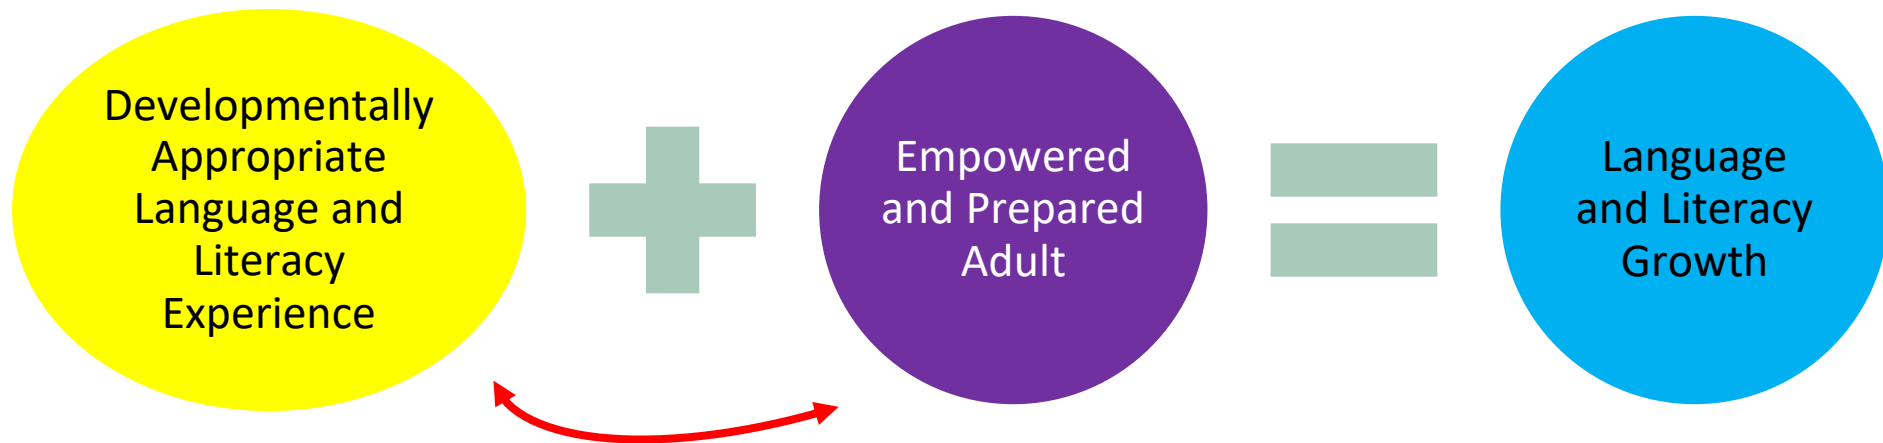 Developmentally
Appropriate
Language and
Literacy
Experience
Empowered
and Prepared
Adult
Language
and Literacy
Growth